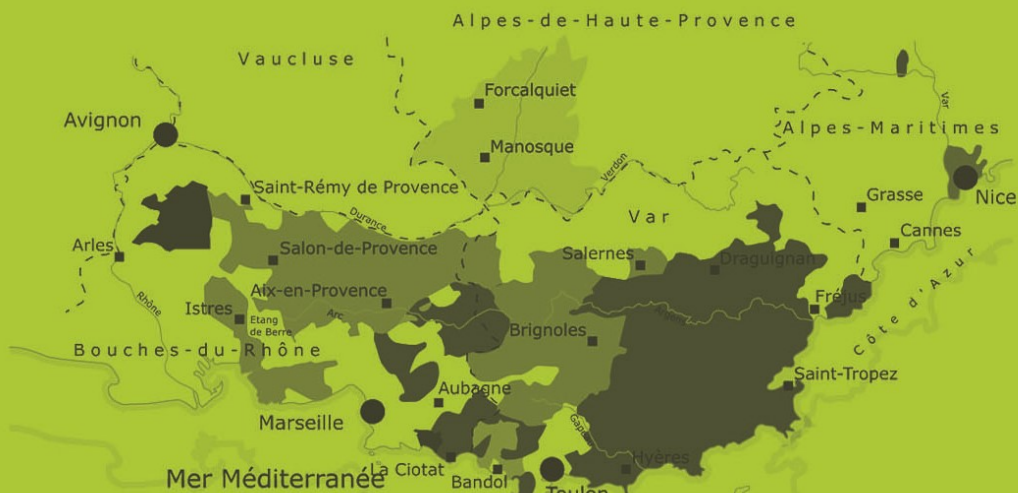 Alpes-de-Haute-Provence
Vaucluse
Forcalquiet
Avignon
Var
Alpes-Maritimes
Manosque
Verdon
Saint-Rémy de Provence
Nice
Grasse
Durance
Var
Cannes
Arles
Salon-de-Provence
Salernes
Draguignan
Côte d'Azur
Rhône
Aix-en-Provence
Istres
Arc
Etang
de Berre
Argens
Fréjus
Brignoles
Bouches-du-Rhône
Saint-Tropez
Aubagne
Marseille
Gapeau
La Ciotat
Hyères
Mer Méditerranée
Bandol
Toulon